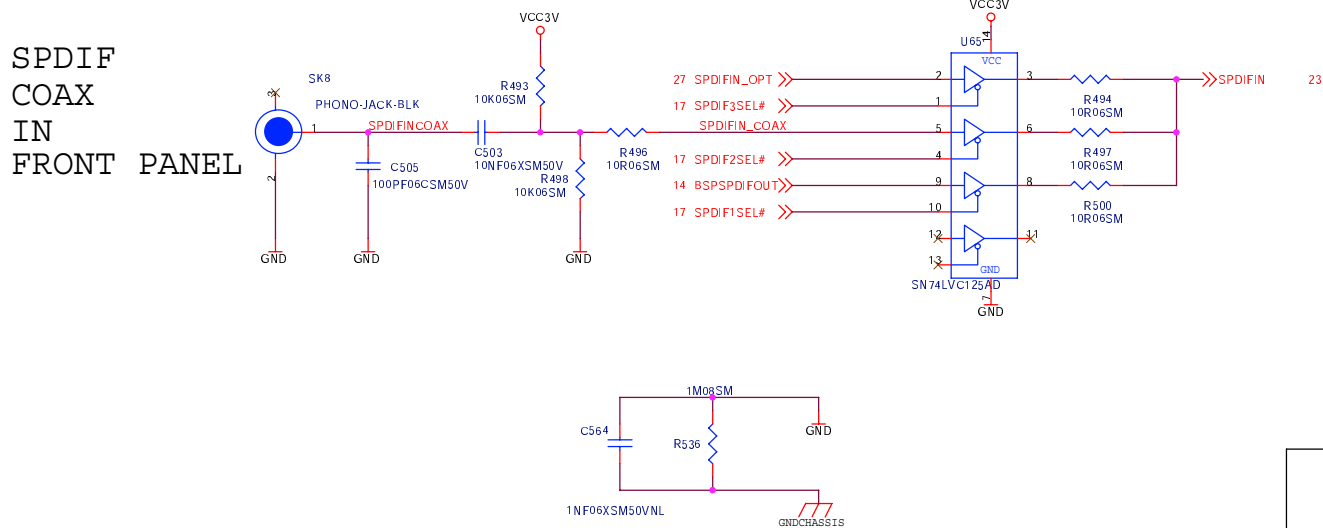 SPDIF
COAX
IN
FRONT PANEL
SK8
PHONO-JACK-BLK
3
1
2
SPDIFINCOAX
C505
100PF06CSM50V
GND
GND
VCC3V
R493
10K06SM
C503
10NF06XSM50V
R498
10K06SM
GND
R496
10R06SM
27 SPDIFIN_OPT
17 SPDIF3SEL#
SPDIFIN_COAX
17 SPDIF2SEL#
14 BSPSPDIFOUT
17 SPDIF1SEL#
VCC3V
14
U65
VCC
2
1
5
4
9
10
12
13
3
6
8
11
GND
SN74LVC125AD
7
GND
R494
10R06SM
R497
10R06SM
R500
10R06SM
SPDIFIN 23
1M08SM
C564
R536
GND
1NF06XSM50VNL
GNDCHASSIS